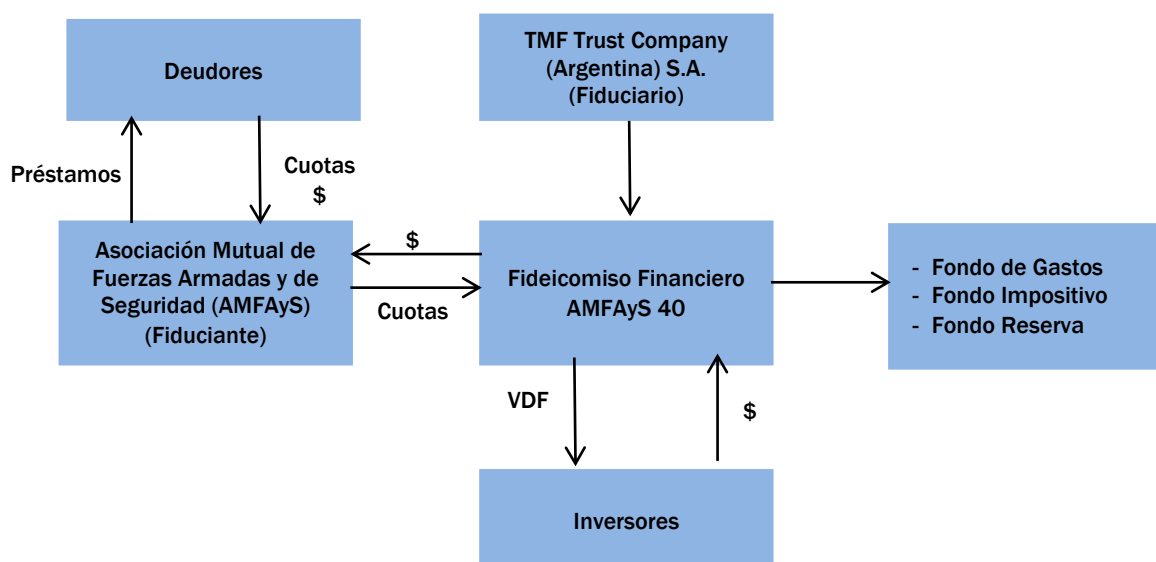 Deudores
TMF Trust Company
(Argentina) S.A.
(Fiduciario)
Préstamos
Cuotas
$
Asociación Mutual de
Fuerzas Armadas y de
Seguridad (AMFAyS)
(Fiduciante)
$
Cuotas
Fideicomiso Financiero
AMFAyS 40
- Fondo de Gastos
- Fondo Impositivo
- Fondo Reserva
VDF
$
Inversores